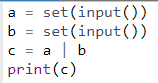 a = set(input())
b = set(input())
c = a | b
print(c)